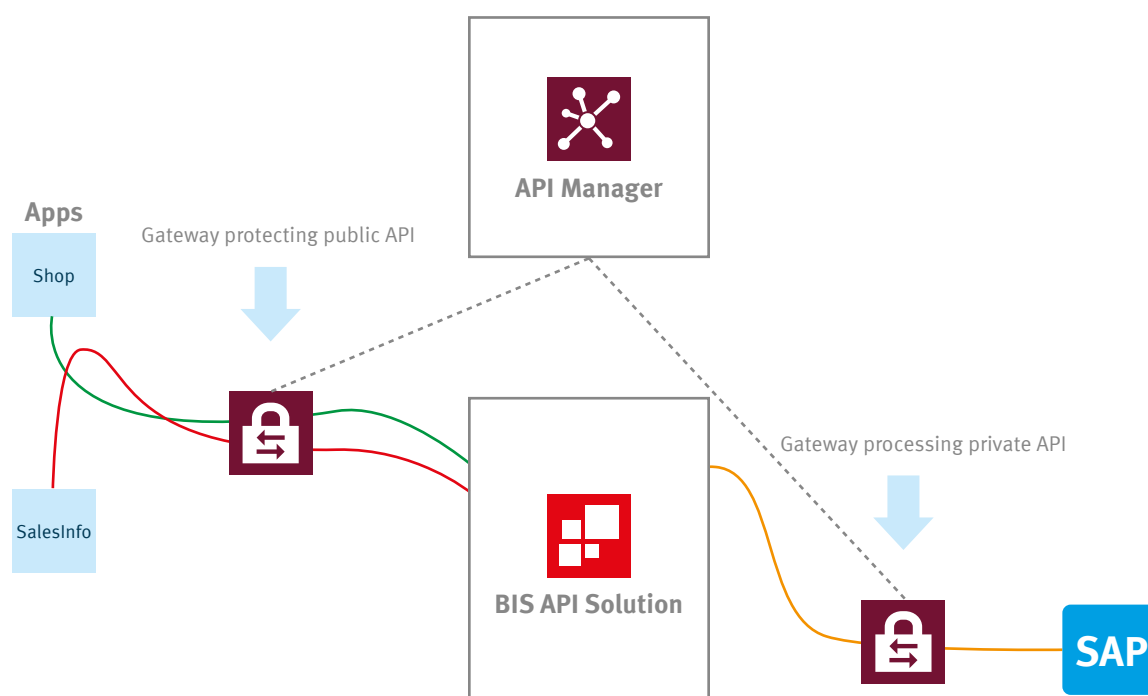 API Manager
Apps
Gateway protecting public API
Shop
Gateway processing private API
SalesInfo
BIS API Solution
SAP